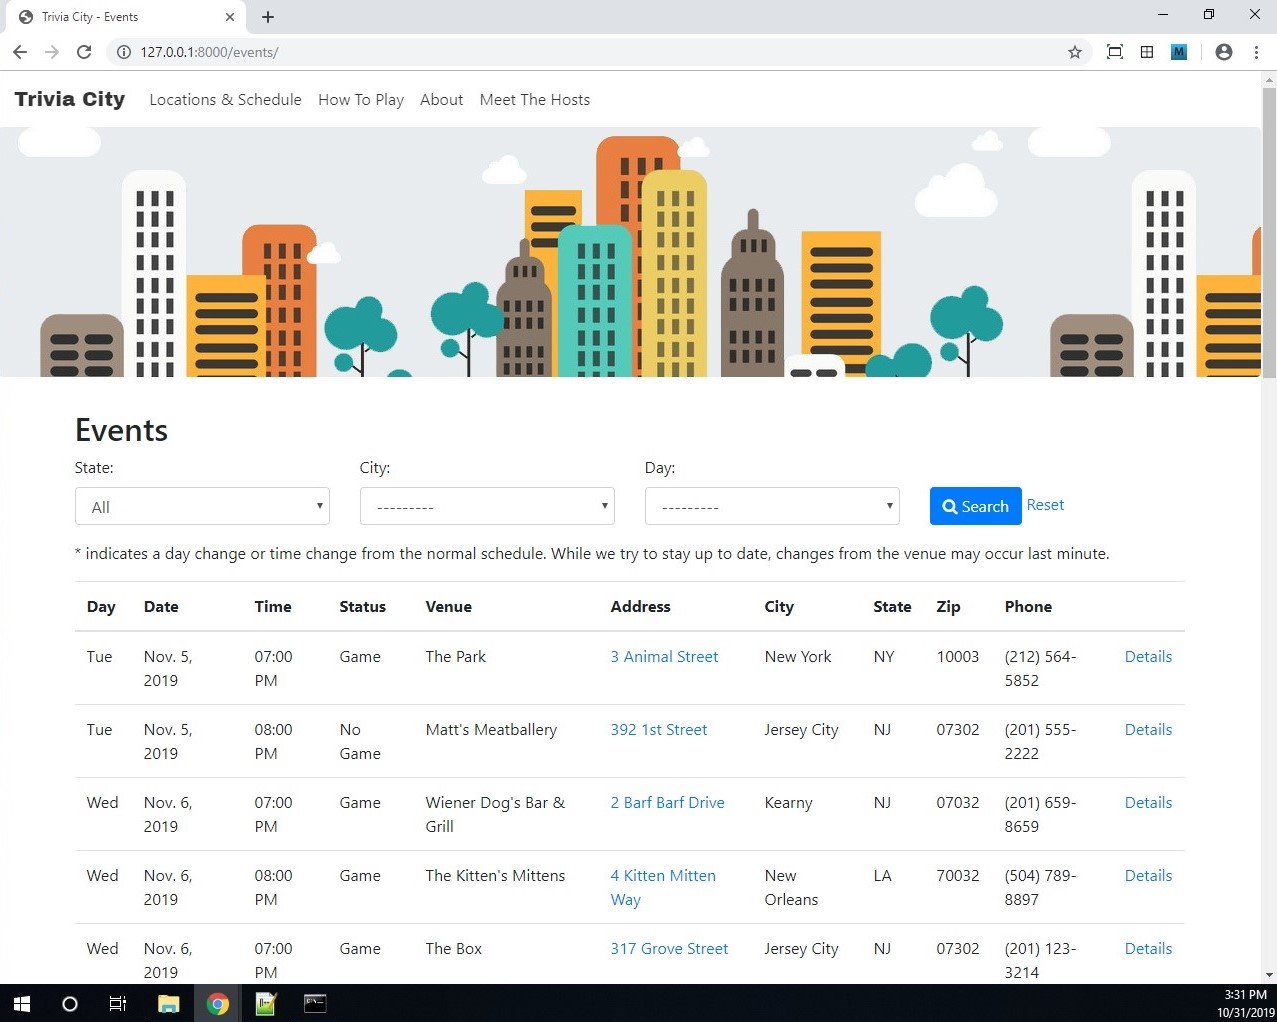 Trivia City - Events
127.0.0.1:8000/events/
Trivia City Locations & Schedule How To Play About Meet The Hosts
Events
State: City: Day:
All --------- --------- Search Reset
* indicates a day change or time change from the normal schedule. While we try to stay up to date, changes from the venue may occur last minute.
Day Date Time Status Venue Address City State Zip Phone
Tue Nov. 5, 07:00 Game The Park 3 Animal Street New York NY 10003 (212) 564- Details
2019 PM 5852
Tue Nov. 5, 08:00 No Matt's Meatballery 392 1st Street Jersey City NJ 07302 (201) 555- Details
2019 PM Game 2222
Wed Nov. 6, 07:00 Game Wiener Dog's Bar & 2 Barf Barf Drive Kearny NJ 07032 (201) 659- Details
2019 PM Grill 8659
Wed Nov. 6, 08:00 Game The Kitten's Mittens 4 Kitten Mitten New LA 70032 (504) 789- Details
2019 PM Way Orleans 8897
Wed Nov. 6, 07:00 Game The Box 317 Grove Street Jersey City NJ 07302 (201) 123- Details
2019 PM 3214
3:31 PM
10/31/2019